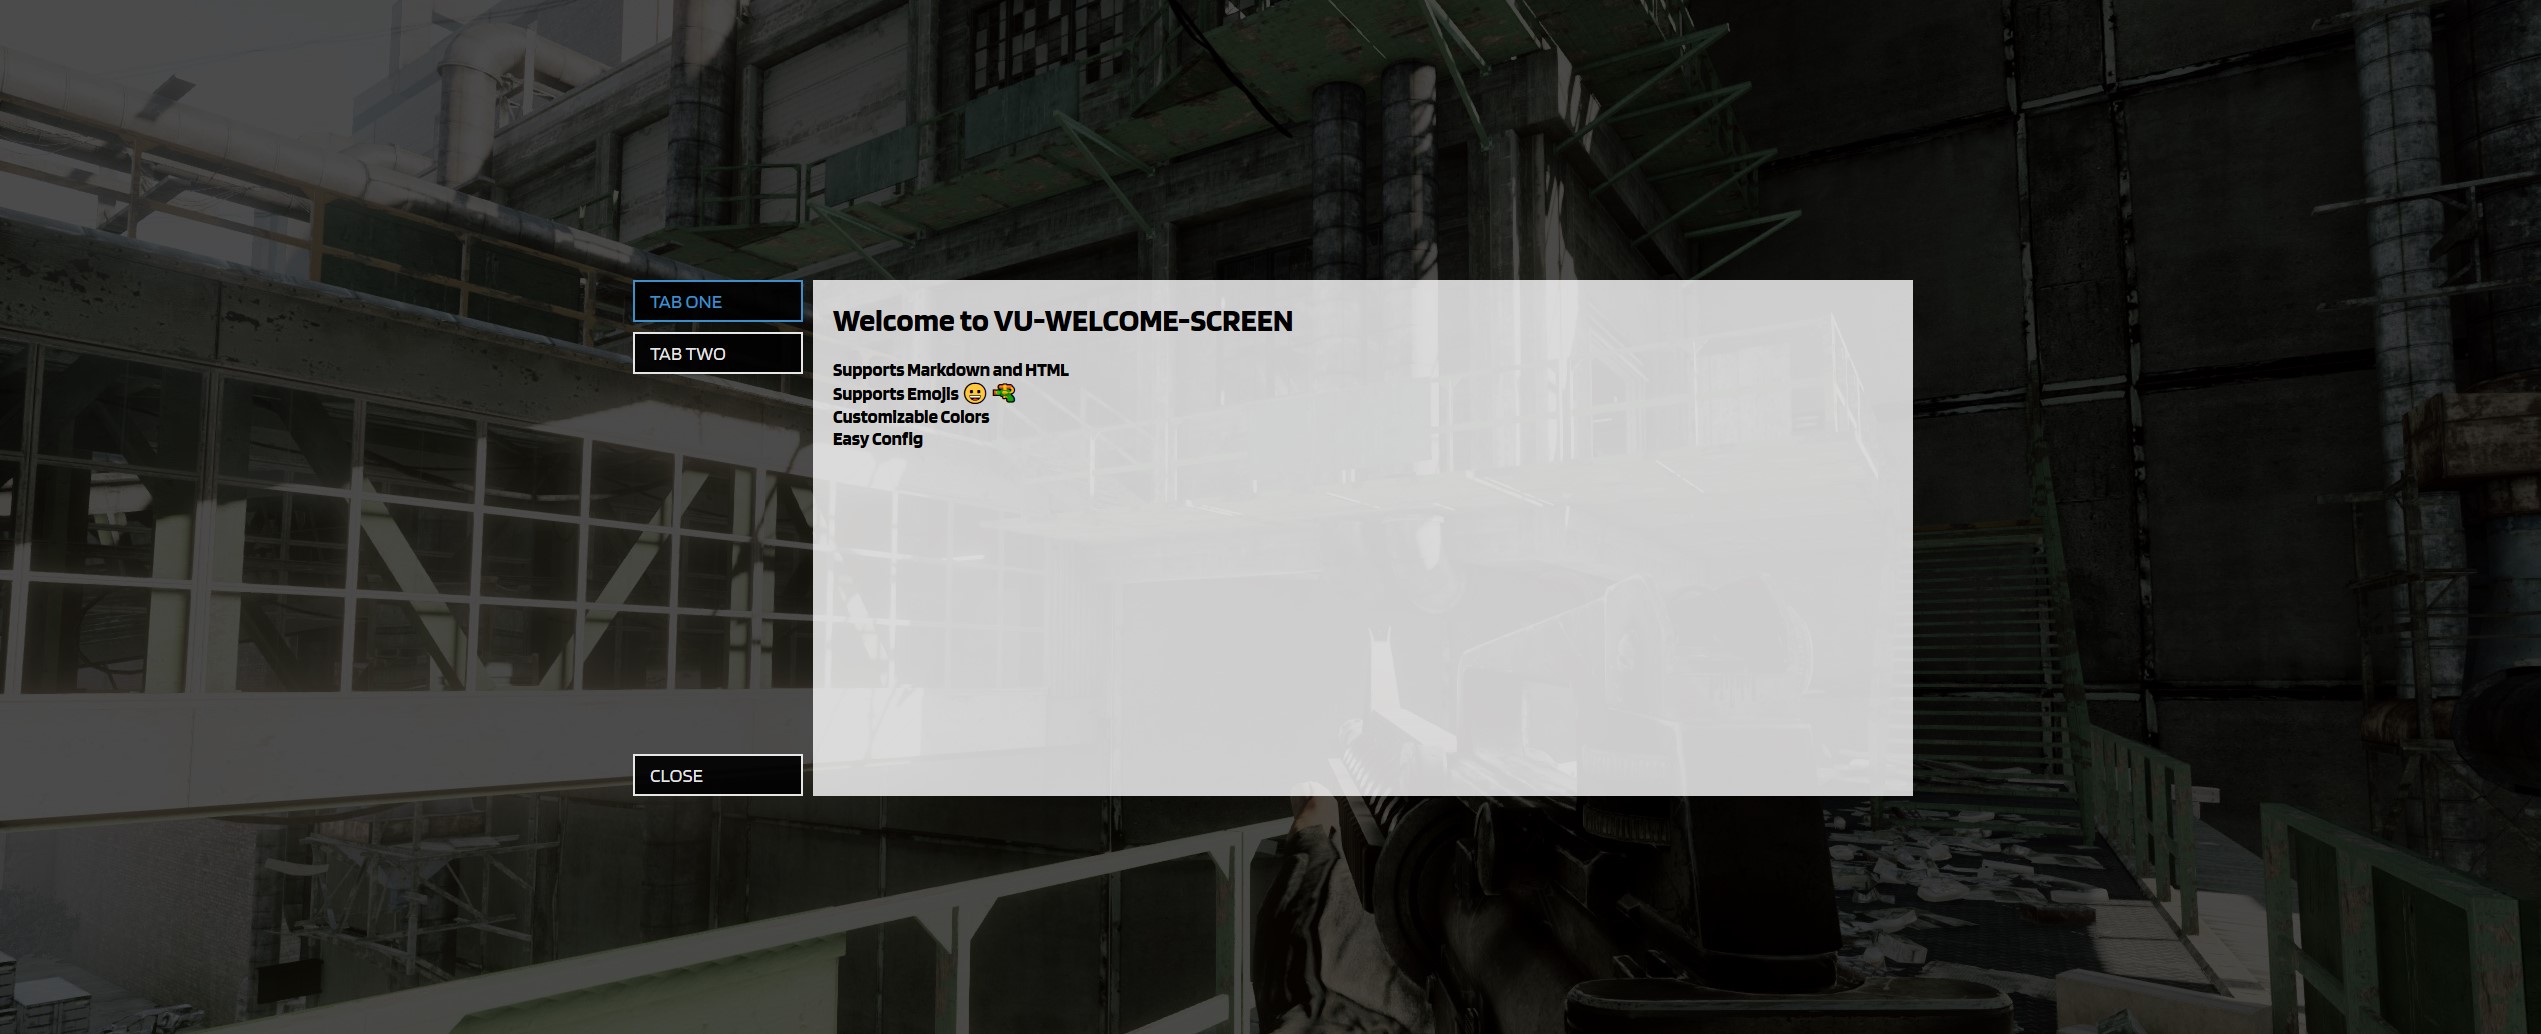 TAB ONE
TAB TWO
CLOSE
Welcome to VU-WELCOME-SCREEN
Supports Markdown and HTML
Supports Emojis 😀 🔫
Customizable Colors
Easy Config